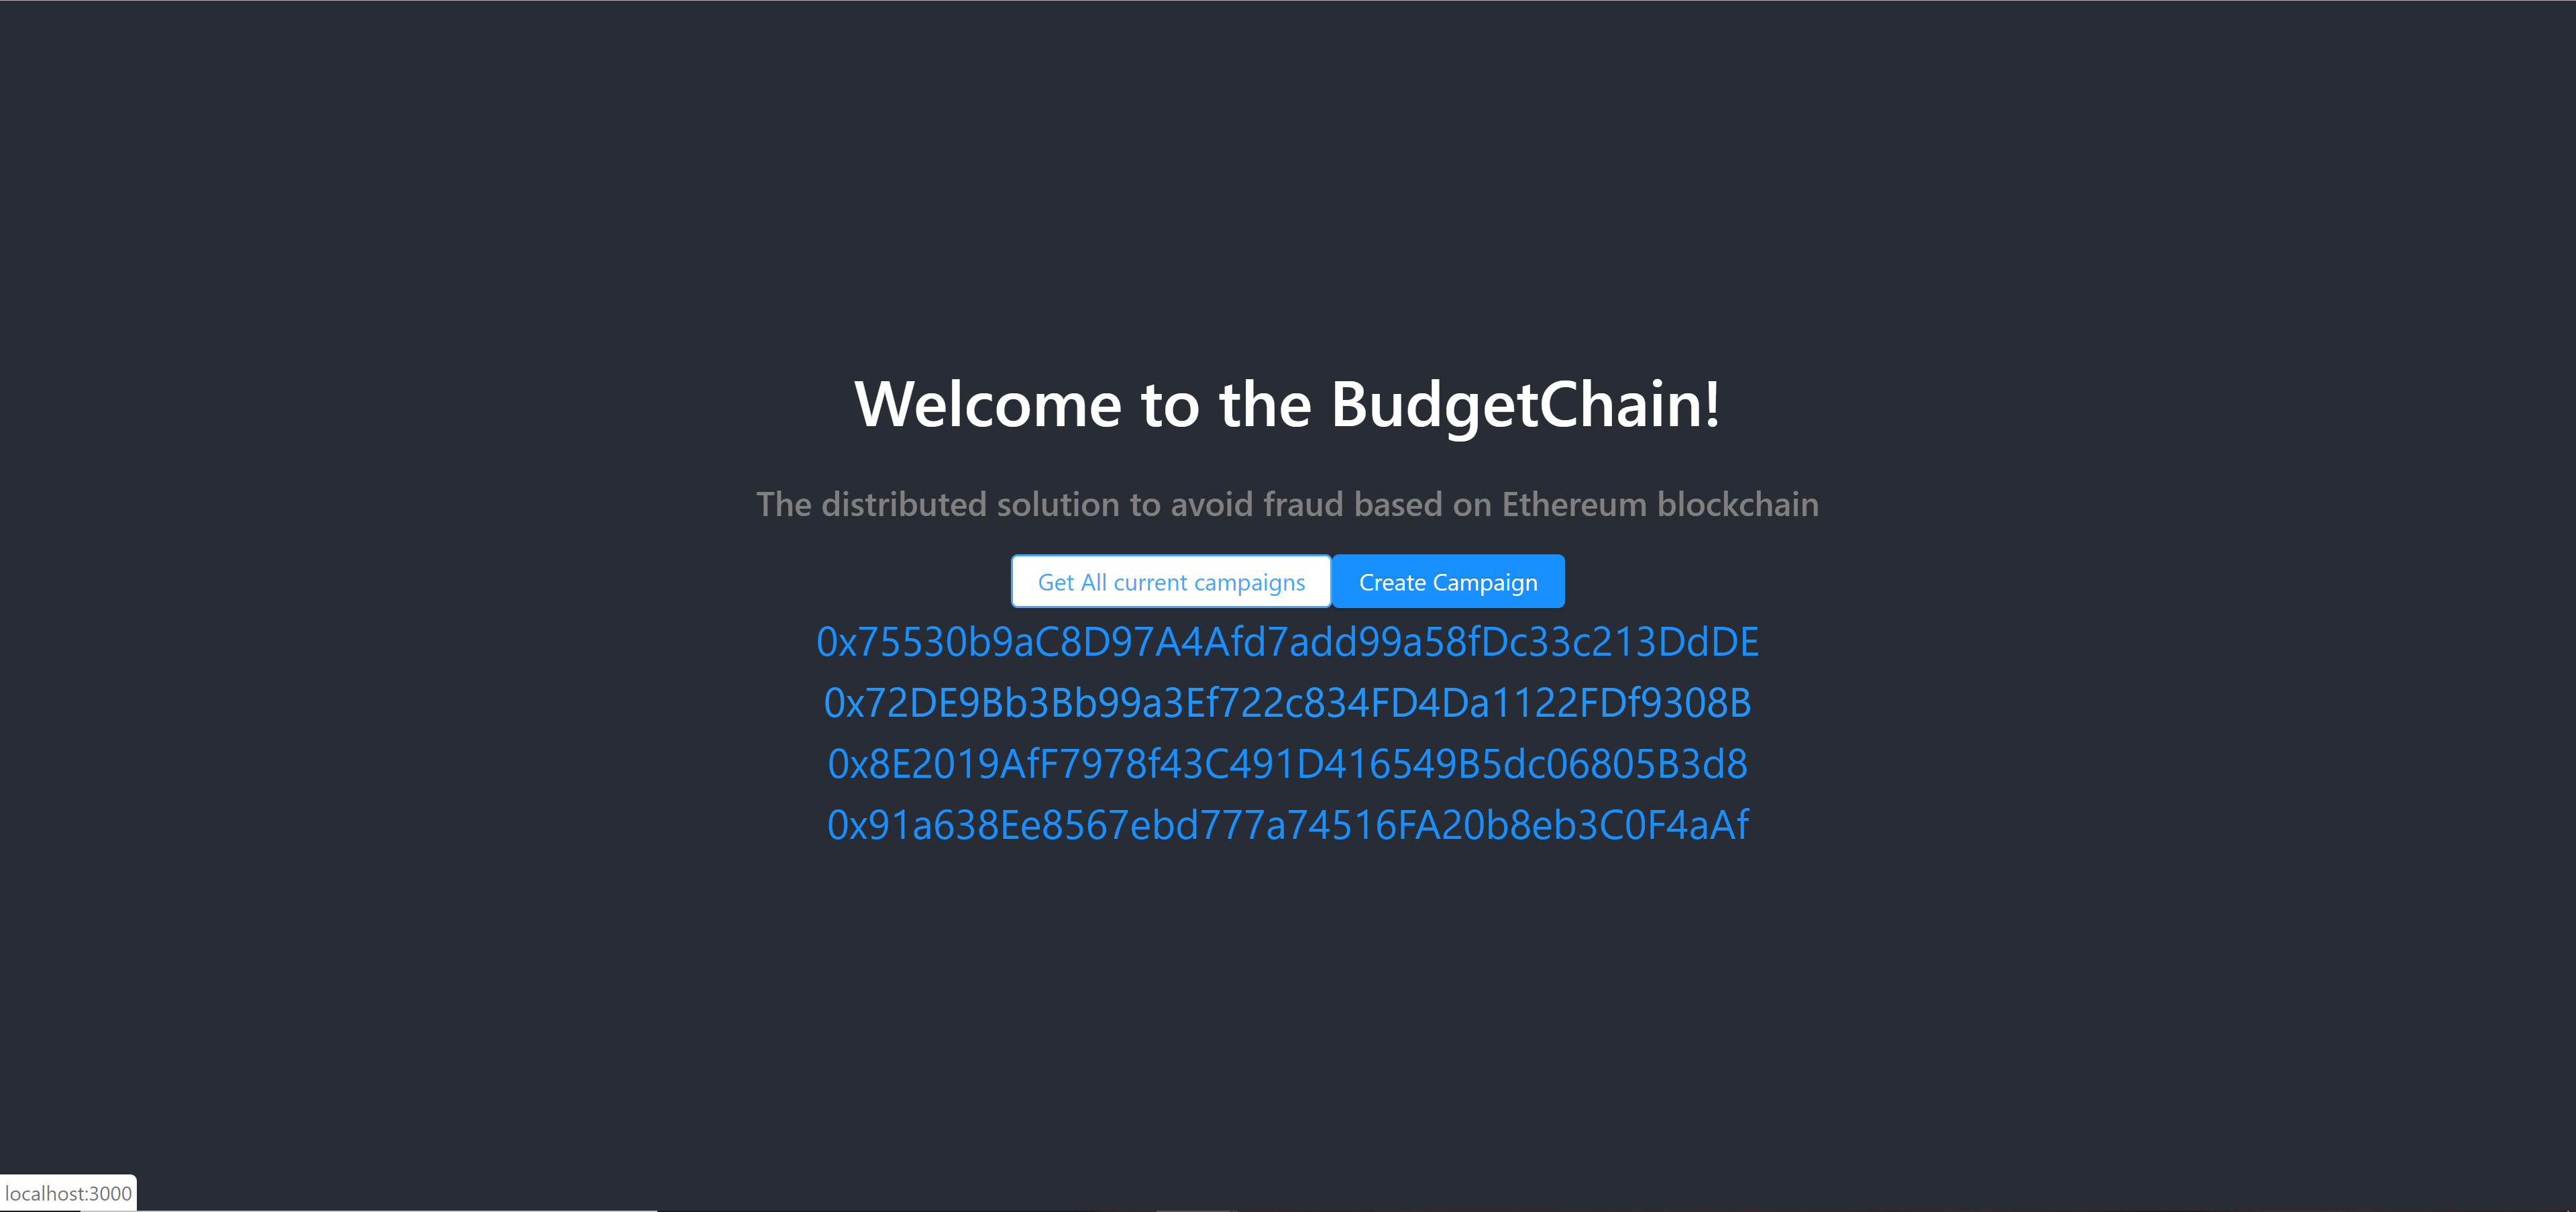 Welcome to the BudgetChain!
The distributed solution to avoid fraud based on Ethereum blockchain
Get All current campaigns Create Campaign
0x75530b9aC8D97A4Afd7add99a58fDc33c213DdDE
0x72DE9Bb3Bb99a3Ef722c834FD4Da1122FDf9308B
0x8E2019AfF7978f43C491D416549B5dc06805B3d8
0x91a638Ee8567ebd777a74516FA20b8eb3C0F4aAf
localhost:3000